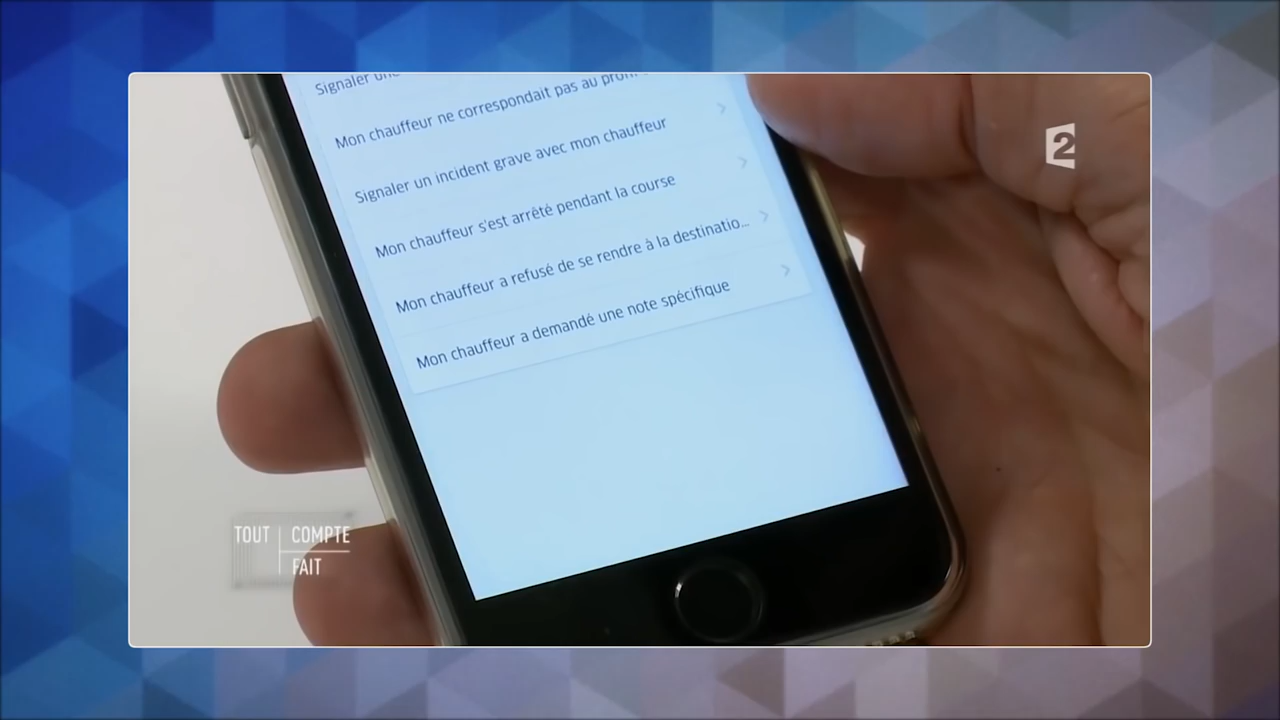 Signaler une
Mon chauffeur ne correspondait pas au
Signaler un incident grave avec mon chauffeur
Mon chauffeur s'est arrêté pendant la course
Mon chauffeur a refusé de se rendre à la destinatio...
Mon chauffeur a demandé une note spécifique
2
TOUT COMPTE
FAIT